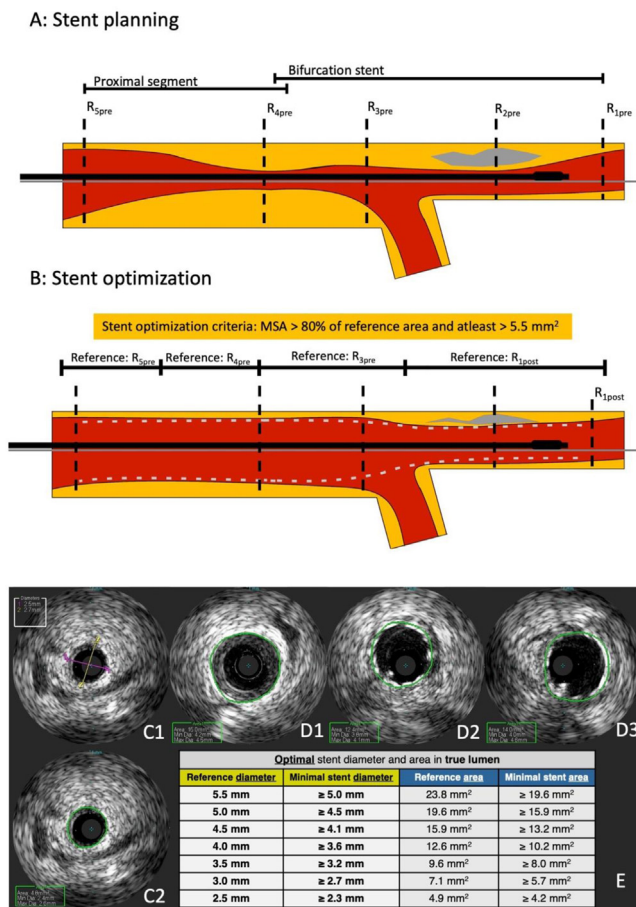 A: Stent planning
Proximal segment
Bifurcation stent
R5pre
R4pre
R3pre
R2pre
R1pre
B: Stent optimization
Stent optimization criteria: MSA > 80% of reference area and atleast > 5.5 mm²
Reference: R5pre
Reference: R4pre
Reference: R3pre
Reference: R1post
R1post
Diameters
1 2.5mm
2 2.7mm
C1
D1
D2
D3
C2
Optimal stent diameter and area in true lumen
Reference diameter Minimal stent diameter Reference area Minimal stent area
5.5 mm ≥ 5.0 mm 23.8 mm² ≥ 19.6 mm²
5.0 mm ≥ 4.5 mm 19.6 mm² ≥ 15.9 mm²
4.5 mm ≥ 4.1 mm 15.9 mm² ≥ 13.2 mm²
4.0 mm ≥ 3.6 mm 12.6 mm² ≥ 10.2 mm²
3.5 mm ≥ 3.2 mm 9.6 mm² ≥ 8.0 mm²
3.0 mm ≥ 2.7 mm 7.1 mm² ≥ 5.7 mm²
2.5 mm ≥ 2.3 mm 4.9 mm² ≥ 4.2 mm²
E